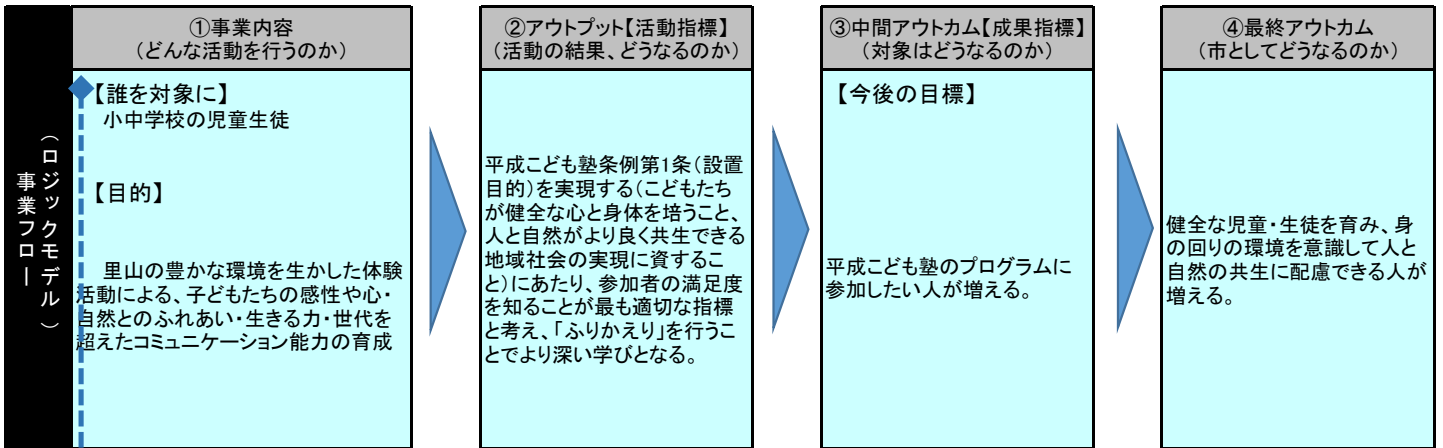 事業フロー
（ロジックモデル）
①事業内容
（どんな活動を行うのか）
【誰を対象に】
小中学校の児童生徒
【目的】
里山の豊かな環境を生かした体験
活動による、子どもたちの感性や心・
自然とのふれあい・生きる力・世代を
超えたコミュニケーション能力の育成
②アウトプット【活動指標】
（活動の結果、どうなるのか）
平成こども塾条例第1条（設置
目的）を実現する（こどもたち
が健全な心と身体を培うこと、
人と自然がより良く共生できる
地域社会の実現に資するこ
と）にあたり、参加者の満足度
を知ることが最も適切な指標
と考え、「ふりかえり」を行うこ
とでより深い学びとなる。
③中間アウトカム【成果指標】
（対象はどうなるのか）
【今後の目標】
平成こども塾のプログラムに
参加したい人が増える。
④最終アウトカム
（市としてどうなるのか）
健全な児童・生徒を育み、身
の回りの環境を意識して人と
自然の共生に配慮できる人が
増える。